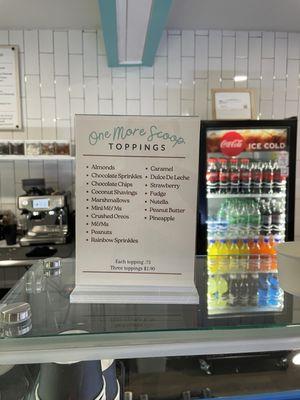 One More Scoop
TOPPINGS
Almonds
Chocolate Sprinkles
Chocolate Chips
Coconut Shavings
Marshmallows
Mini M&Ms
Crushed Oreos
M&Ms
Peanuts
Rainbow Sprinkles
Caramel
Dulce De Leche
Strawberry
Fudge
Nutella
Peanut Butter
Pineapple
Each topping .75
Three toppings $1.90
Coca-Cola
ICE COLD